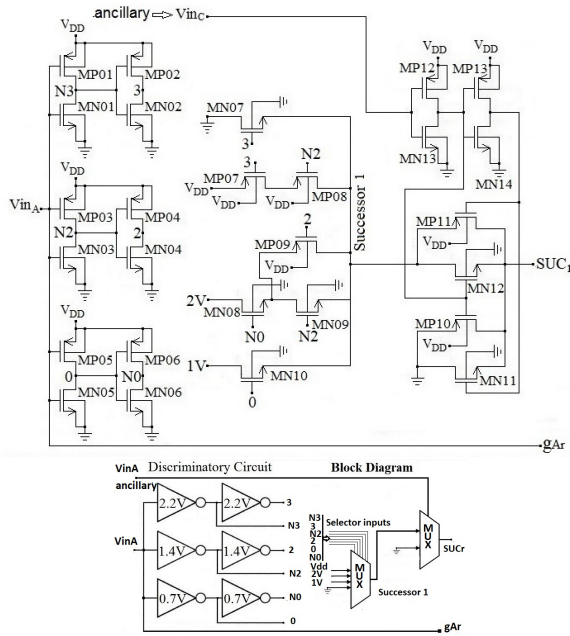 ancillary ⇒ VinC
VDD
MP01
MP02
N3
3
MN01
MN02
VDD
VinA
MP03
MP04
N2
2
MN03
MN04
VDD
MP05
MP06
0
N0
MN05
MN06
MN07
3
3
N2
VDD
MP07
VDD
VDD
MP08
2
MP09
VDD
2V
MN08
N0
MN09
N2
1V
MN10
0
Successor 1
VDD
VDD
MP12
MP13
MN13
MN14
MP11
VDD
SUC1
MN12
MP10
VDD
MN11
gAr
VinA
Discriminatory Circuit
Block Diagram
ancillary
2.2V
2.2V
3
N3
VinA
1.4V
1.4V
2
N2
0.7V
0.7V
N0
0
N3
3
N2
2
0
N0
Selector inputs
Vdd
2V
1V
MUX
Successor 1
MUX
SUCr
gAr